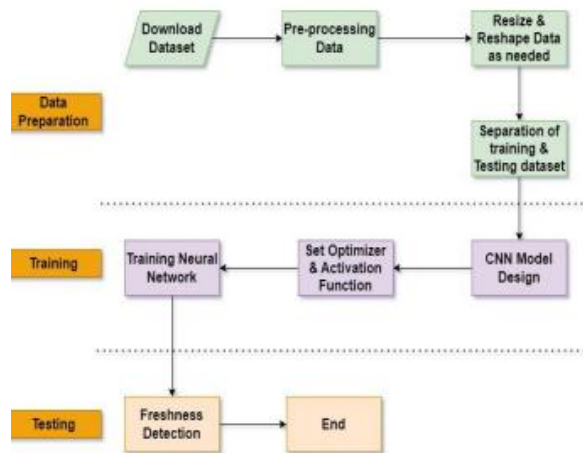 Download
Dataset
Pre-processing
Data
Resize &
Reshape Data
as needed
Data
Preparation
Separation of
training &
Testing dataset
Training
Training Neural
Network
Set Optimizer
& Activation
Function
CNN Model
Design
Testing
Freshness
Detection
End